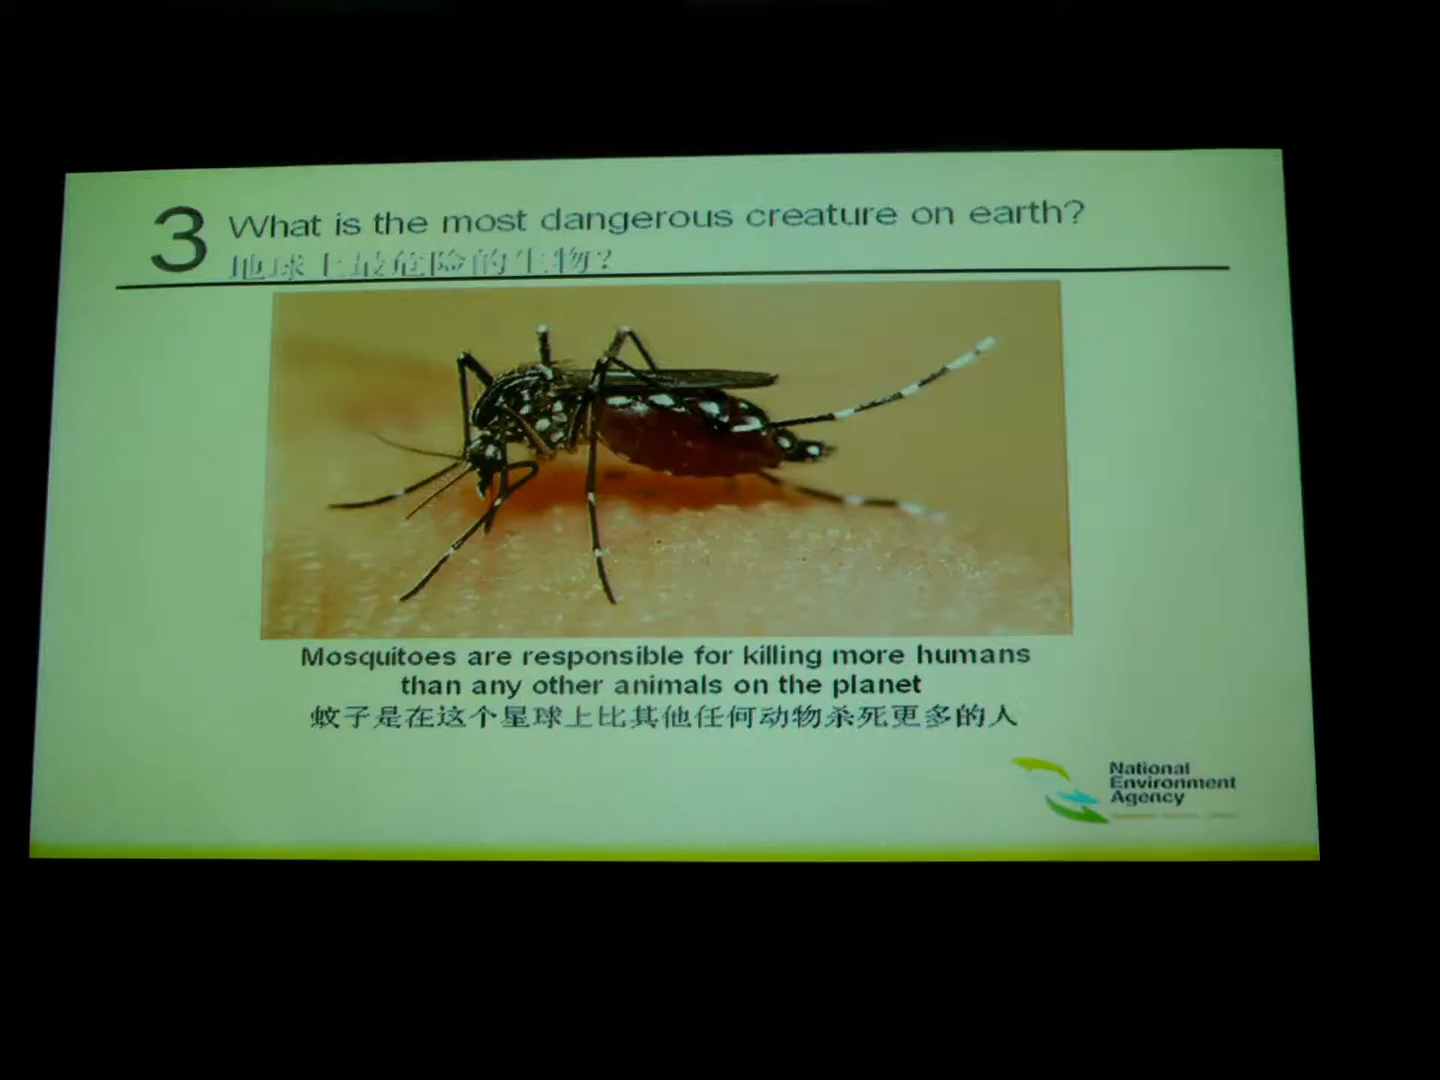 3
What is the most dangerous creature on earth?
地球上最危险的生物?
Mosquitoes are responsible for killing more humans
than any other animals on the planet
蚊子是在这个星球上比其他任何动物杀死更多的人
National
Environment
Agency